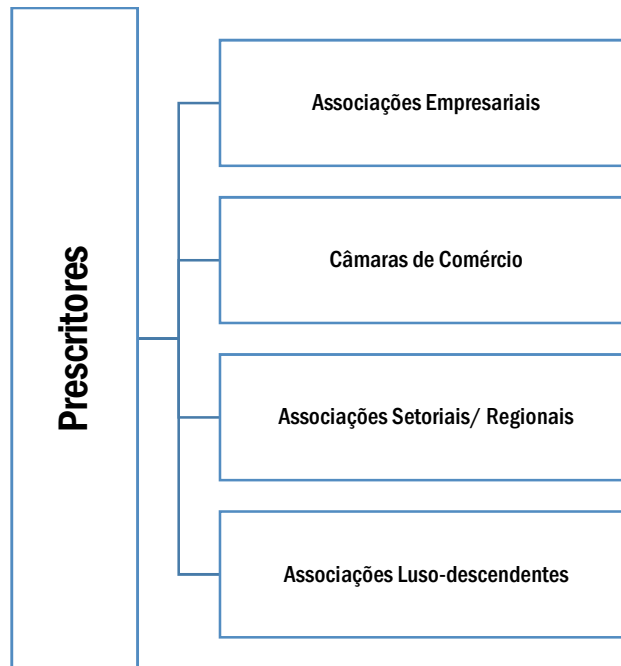 Prescritores
Associações Empresariais
Câmaras de Comércio
Associações Setoriais/ Regionais
Associações Luso-descendentes